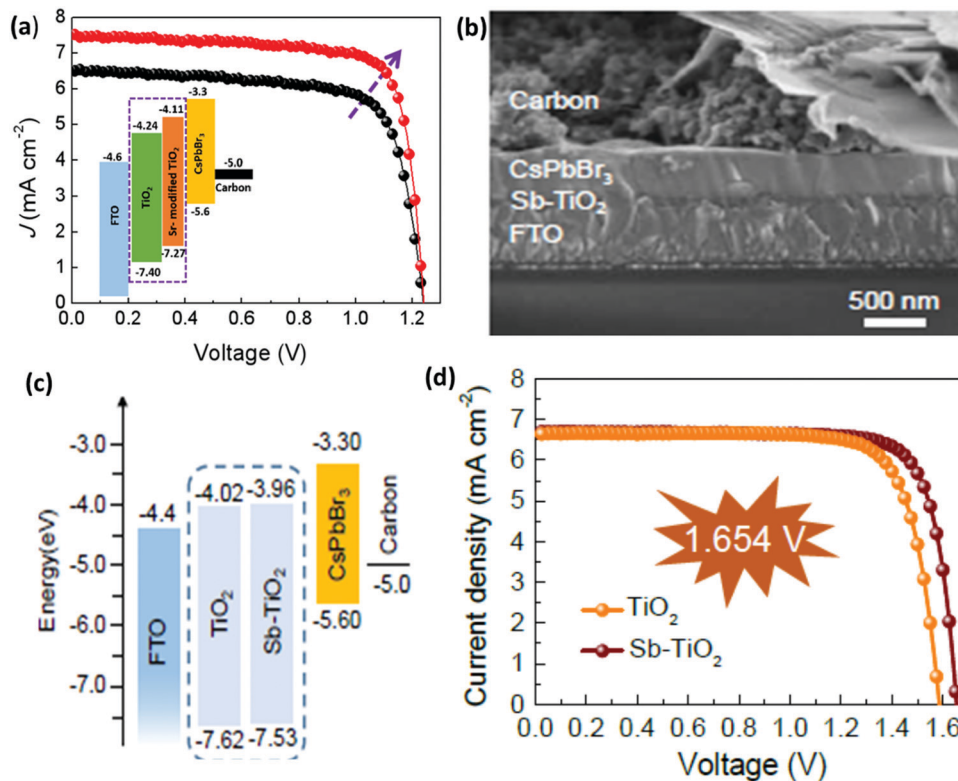 (a)
8
7
6
5
4
3
2
1
0
J (mA cm⁻²)
0.0 0.2 0.4 0.6 0.8 1.0 1.2
Voltage (V)
-4.6
FTO
-4.24
TiO₂
-7.40
-4.11
Sr- modified TiO₂
-7.27
-3.3
CsPbBr₃
-5.6
-5.0
Carbon
(b)
Carbon
CsPbBr₃
Sb-TiO₂
FTO
500 nm
(c)
Energy(eV)
-3.0
-4.0
-5.0
-6.0
-7.0
-4.4
FTO
-4.02
TiO₂
-7.62
-3.96
Sb-TiO₂
-7.53
-3.30
CsPbBr₃
-5.60
Carbon
-5.0
(d)
8
7
6
5
4
3
2
1
0
Current density (mA cm⁻²)
1.654 V
TiO₂
Sb-TiO₂
0.0 0.2 0.4 0.6 0.8 1.0 1.2 1.4 1.6
Voltage (V)